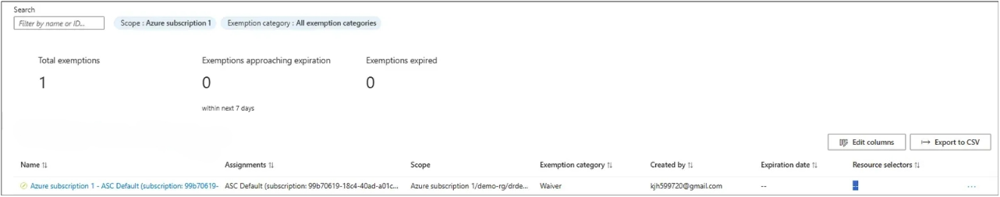 Search
Filter by name or ID... Scope : Azure subscription 1 Exemption category : All exemption categories
Total exemptions Exemptions approaching expiration Exemptions expired
1 0 0
within next 7 days
Edit columns Export to CSV
Name ↑↓ Assignments ↑↓ Scope Exemption category ↑↓ Created by ↑↓ Expiration date ↑↓ Resource selectors ↑↓
Azure subscription 1 - ASC Default (subscription: 99b70619- ASC Default (subscription: 99b70619-18c4-40ad-a01c... Azure subscription 1/demo-rg/drde... Waiver kjh599720@gmail.com -- -- ...